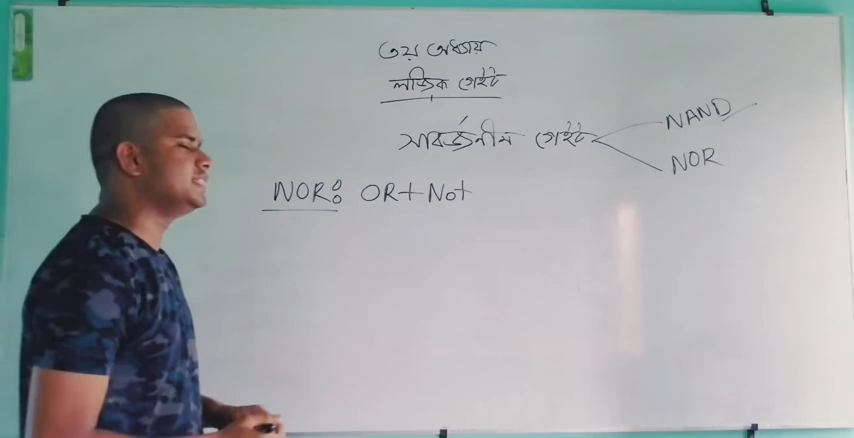 ৩য় অধ্যায়
লজিক গেইট
সার্বজনীন গেইট
NAND
NOR
NOR: OR+Not